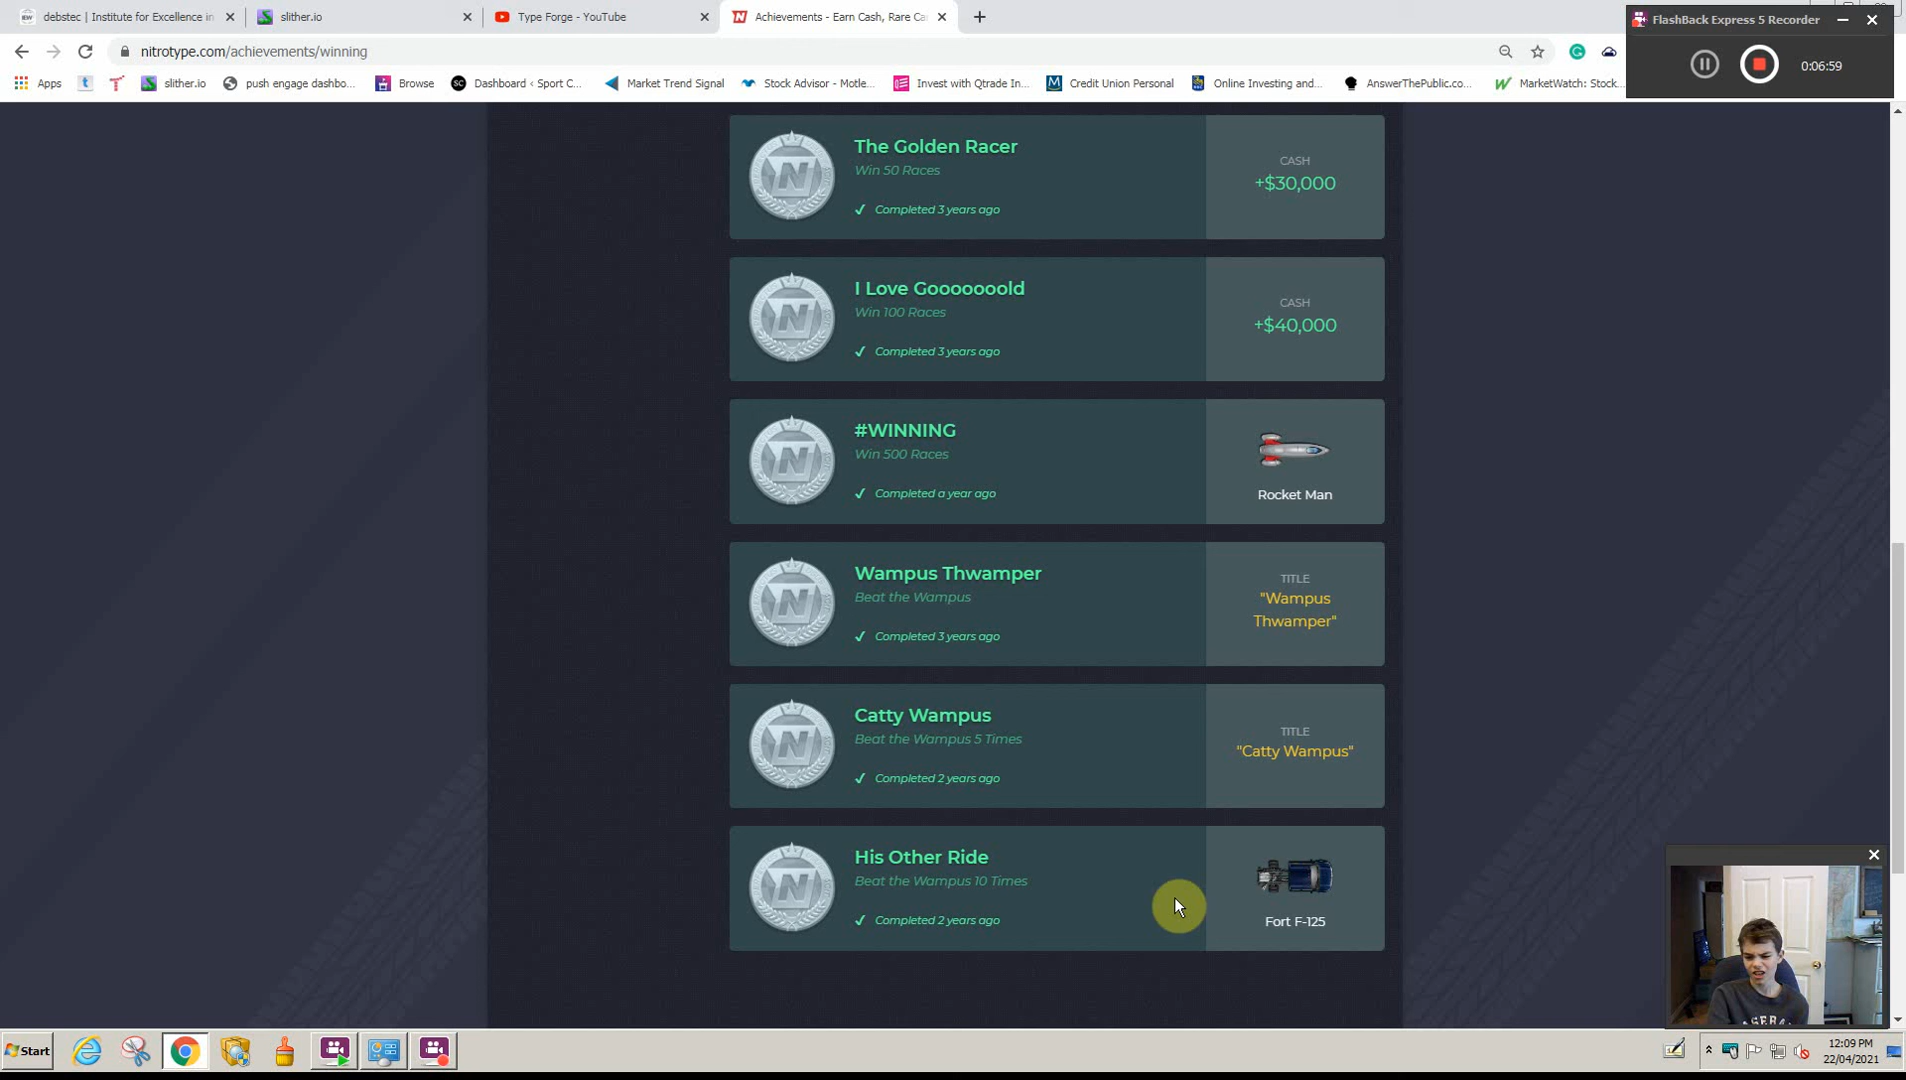 debstec | Institute for Excellence in
slither.io
Type Forge - YouTube
Achievements - Earn Cash, Rare Ca
FlashBack Express 5 Recorder
nitrotype.com/achievements/winning
0:06:59
Apps
slither.io
push engage dashbo...
Browse
Dashboard ‹ Sport C...
Market Trend Signal
Stock Advisor - Motle...
Invest with Qtrade In...
Credit Union Personal
Online Investing and...
AnswerThePublic.co...
MarketWatch: Stock...
The Golden Racer
Win 50 Races
Completed 3 years ago
CASH
+$30,000
I Love Gooooooold
Win 100 Races
Completed 3 years ago
CASH
+$40,000
#WINNING
Win 500 Races
Completed a year ago
Rocket Man
Wampus Thwamper
Beat the Wampus
Completed 3 years ago
TITLE
"Wampus
Thwamper"
Catty Wampus
Beat the Wampus 5 Times
Completed 2 years ago
TITLE
"Catty Wampus"
His Other Ride
Beat the Wampus 10 Times
Completed 2 years ago
Fort F-125
Start
12:09 PM
22/04/2021